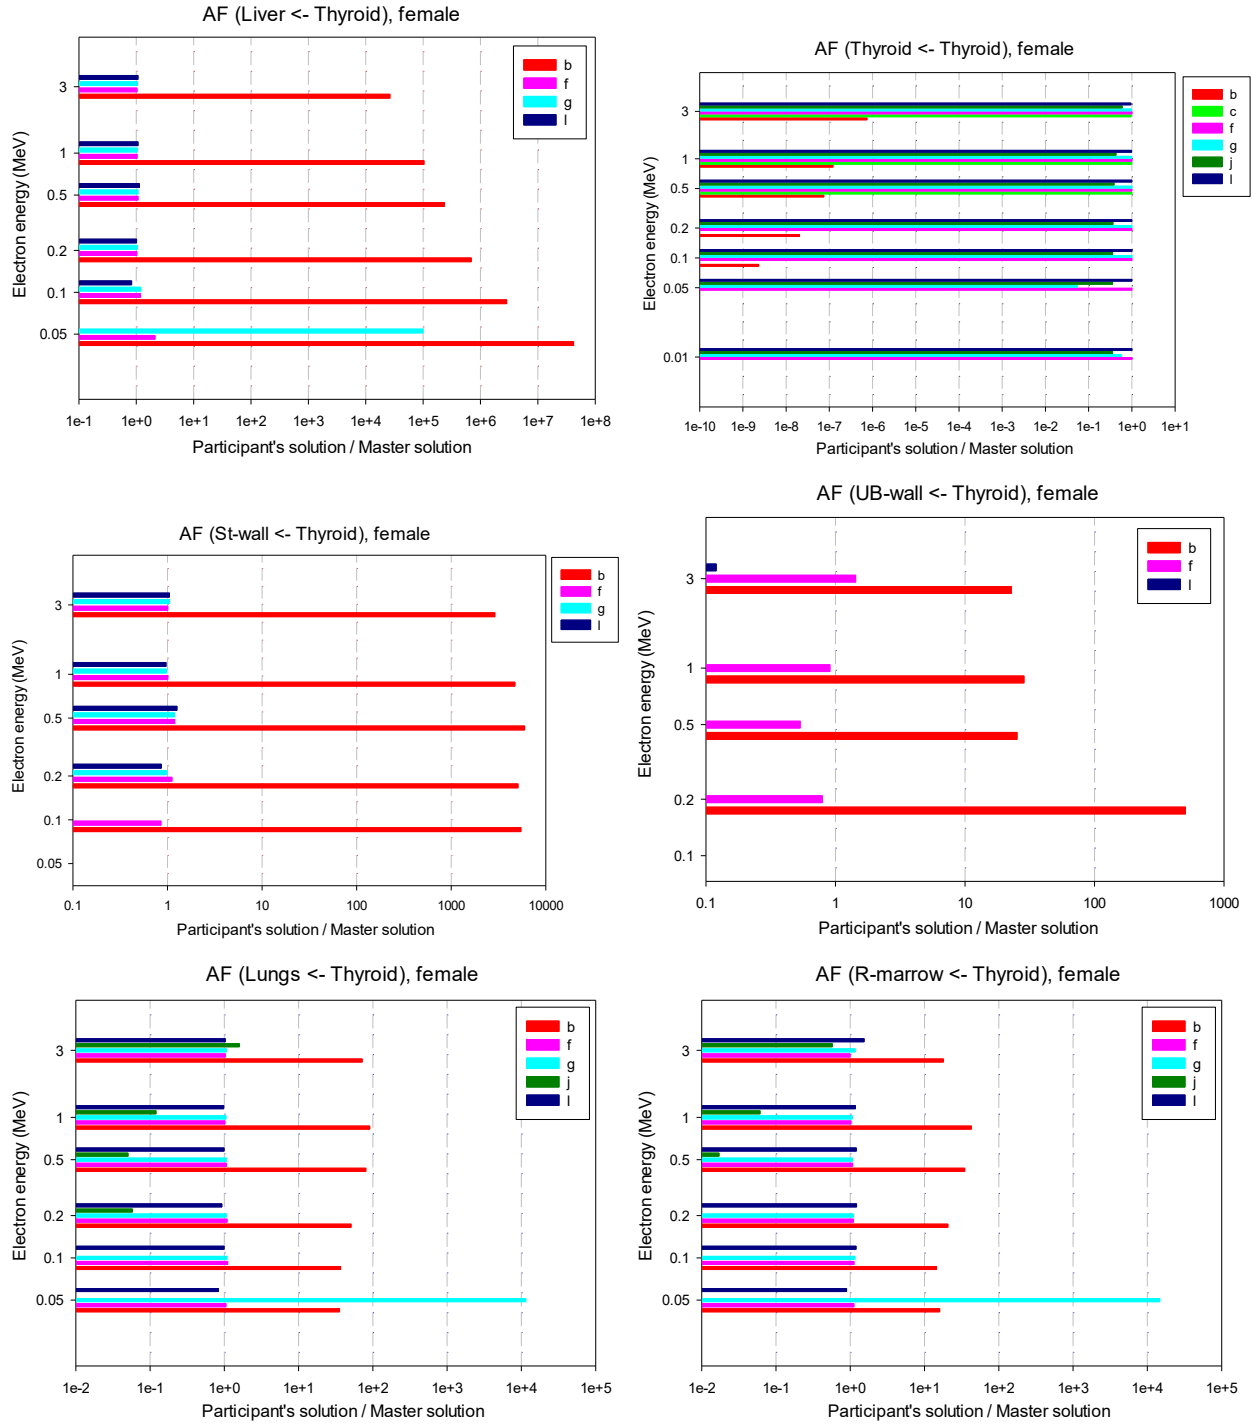 AF (Liver <- Thyroid), female
b
f
g
l
3
1
0.5
0.2
0.1
0.05
Electron energy (MeV)
1e-1 1e+0 1e+1 1e+2 1e+3 1e+4 1e+5 1e+6 1e+7 1e+8
Participant's solution / Master solution
AF (Thyroid <- Thyroid), female
b
c
f
g
j
l
3
1
0.5
0.2
0.1
0.05
0.01
Electron energy (MeV)
1e-10 1e-9 1e-8 1e-7 1e-6 1e-5 1e-4 1e-3 1e-2 1e-1 1e+0 1e+1
Participant's solution / Master solution
AF (St-wall <- Thyroid), female
b
f
g
l
3
1
0.5
0.2
0.1
0.05
Electron energy (MeV)
0.1 1 10 100 1000 10000
Participant's solution / Master solution
AF (UB-wall <- Thyroid), female
b
f
l
3
1
0.5
0.2
0.1
Electron energy (MeV)
0.1 1 10 100 1000
Participant's solution / Master solution
AF (Lungs <- Thyroid), female
b
f
g
j
l
3
1
0.5
0.2
0.1
0.05
Electron energy (MeV)
1e-2 1e-1 1e+0 1e+1 1e+2 1e+3 1e+4 1e+5
Participant's solution / Master solution
AF (R-marrow <- Thyroid), female
b
f
g
j
l
3
1
0.5
0.2
0.1
0.05
Electron energy (MeV)
1e-2 1e-1 1e+0 1e+1 1e+2 1e+3 1e+4 1e+5
Participant's solution / Master solution